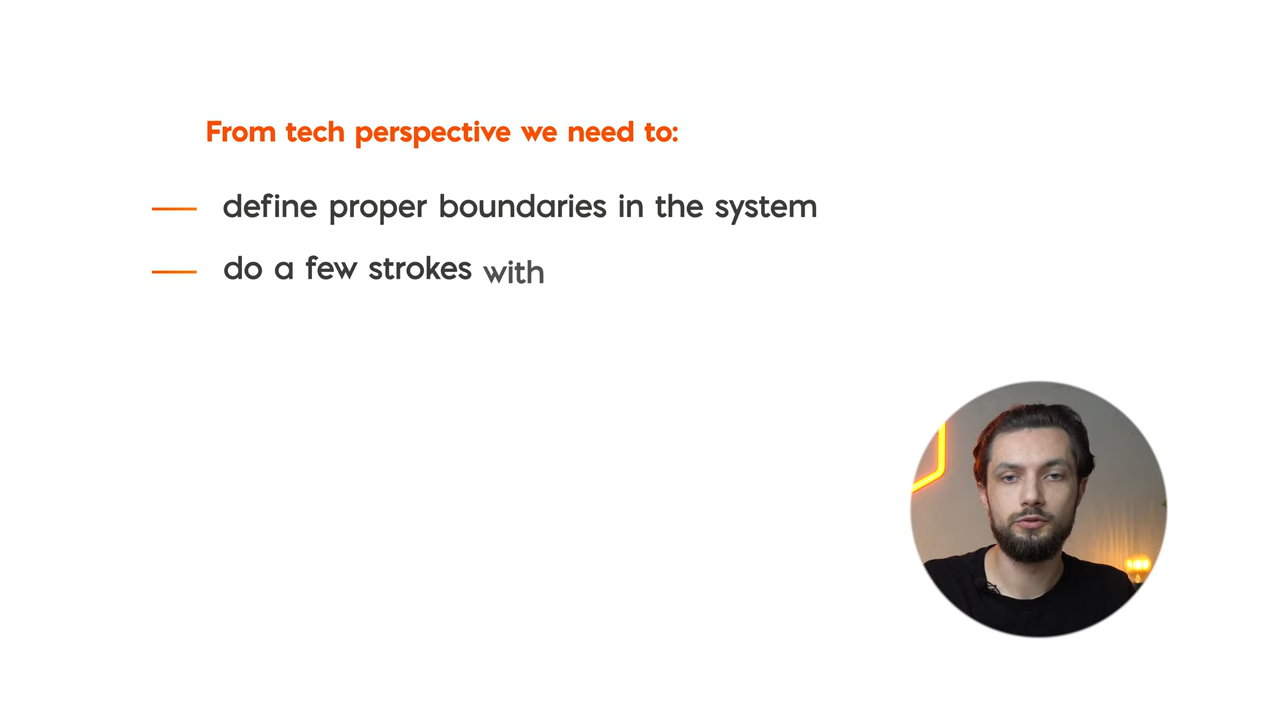 From tech perspective we need to:
define proper boundaries in the system
do a few strokes with